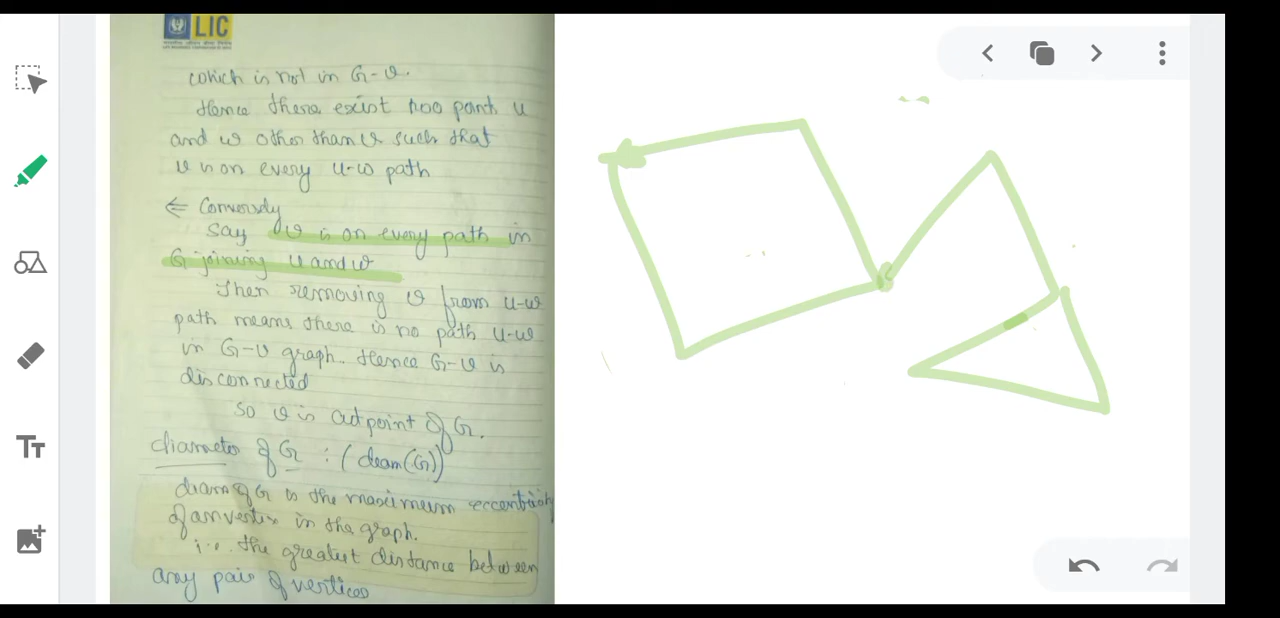 LIC
which is not in G-v.
Hence there exist two point u
and w other than v such that
v is on every u-w path
⇐ Conversly
Say v is on every path in
G joining u and w
Then removing v from u-w
path means there is no path u-w
in G-v graph. Hence G-v is
disconnected
So v is cutpoint of G.
diameter of G : (diam(G))
diam of G is the maximum eccentricity
of any vertex in the graph.
i.e. the greatest distance between
any pair of vertices
TT